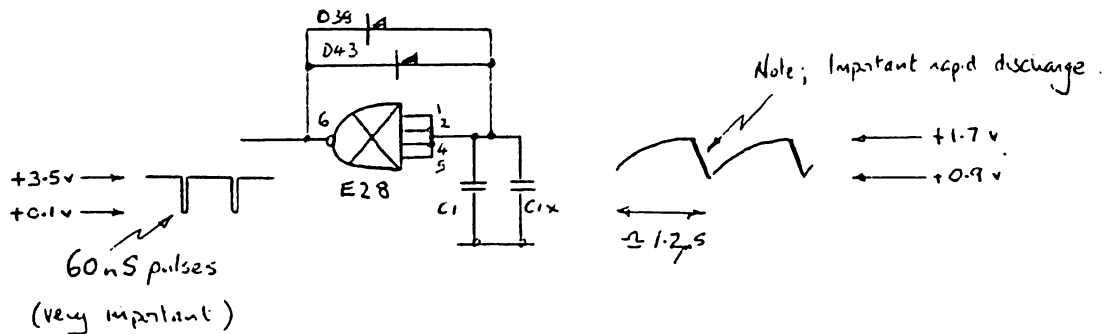 D39
D43
6
1
2
4
5
E28
C1
C1x
+3.5v
+0.1v
60nS pulses
(very important)
Note; Important rapid discharge.
+1.7v
+0.9v
≃ 1.2µS